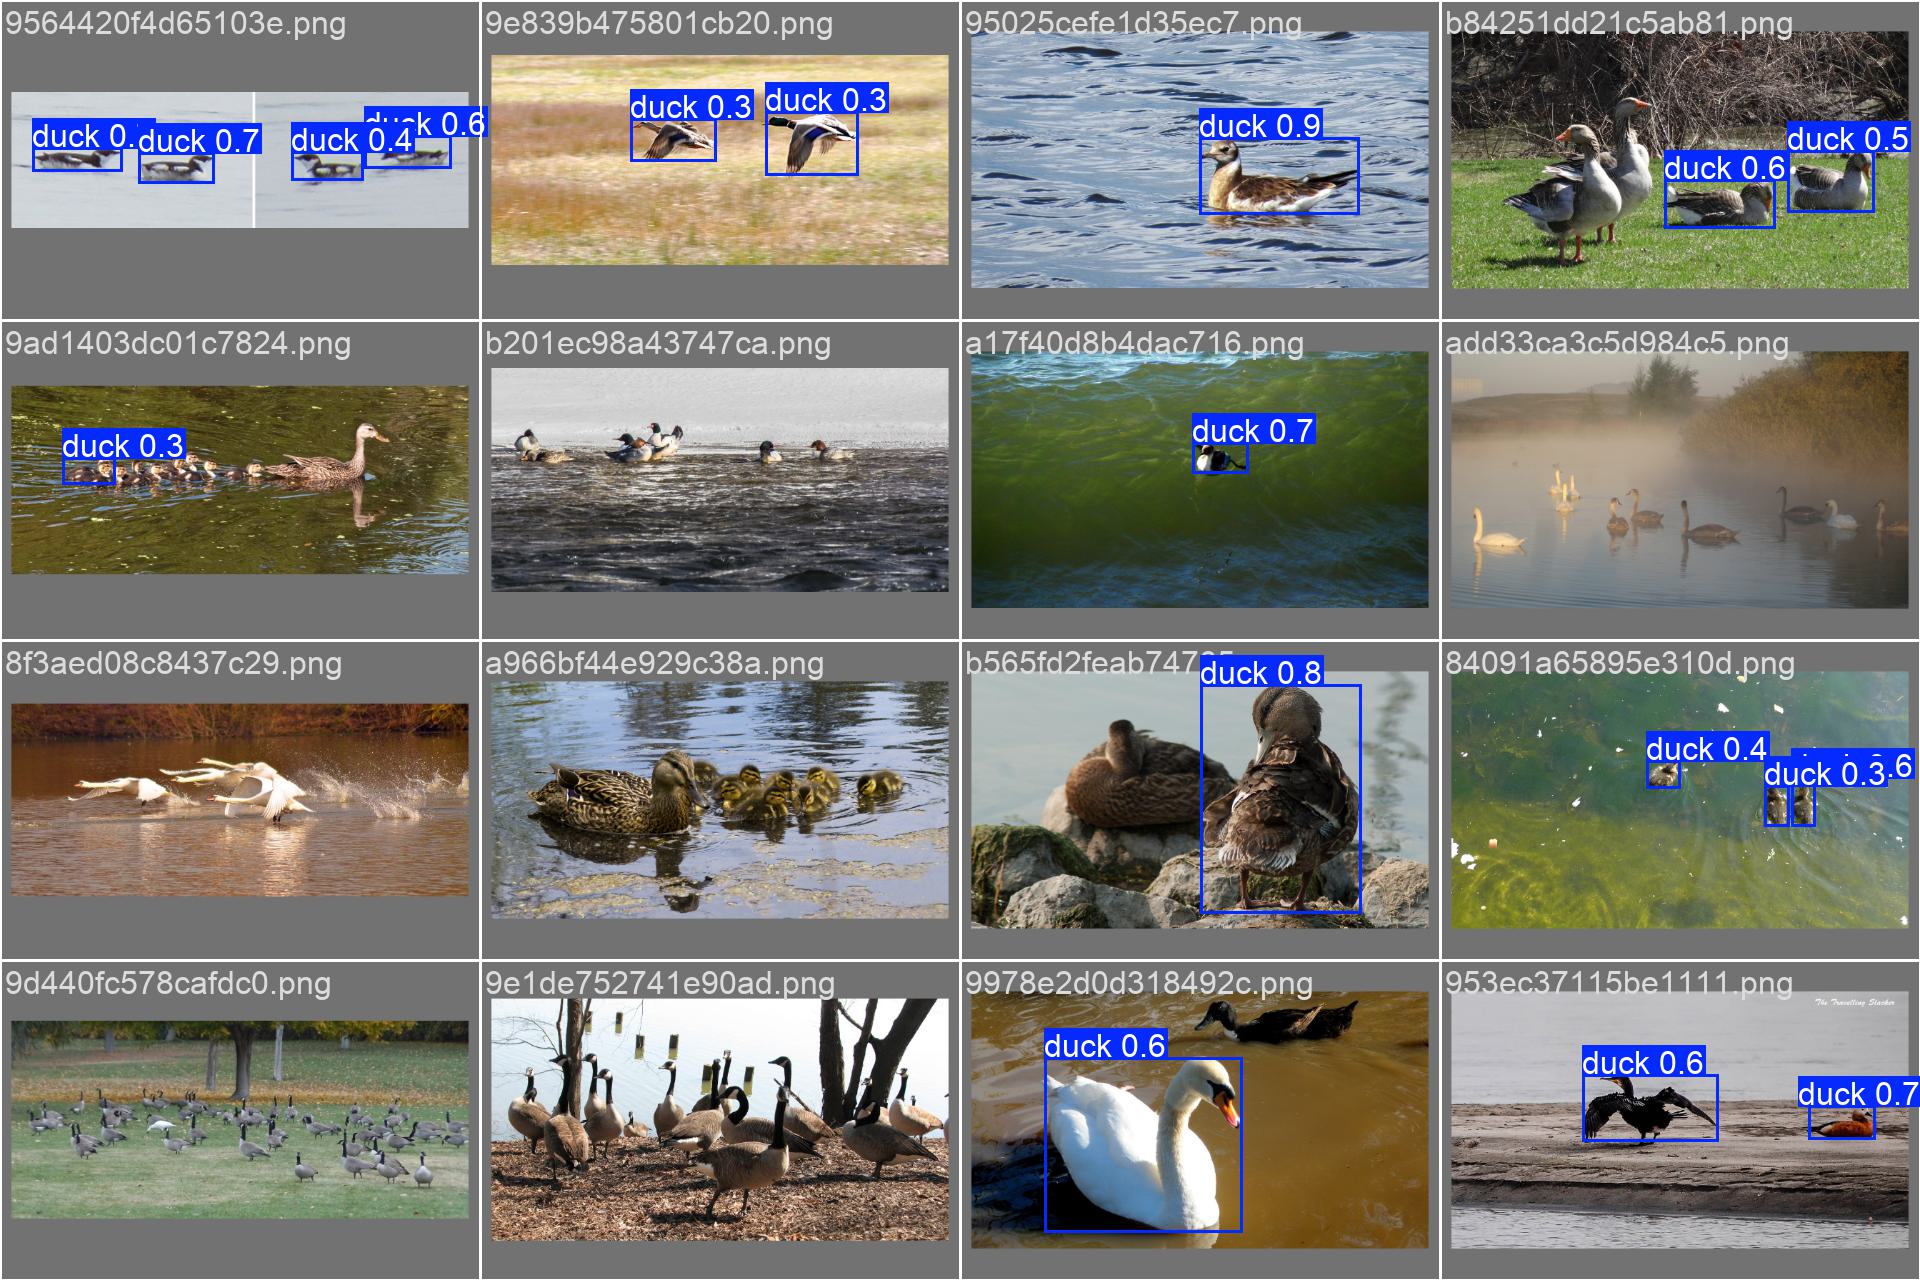 9564420f4d65103e.png
9e839b475801cb20.png
95025cefe1d35ec7.png
b84251dd21c5ab81.png
duck 0.
duck 0.7
duck 0.4
duck 0.6
duck 0.3
duck 0.3
duck 0.9
duck 0.6
duck 0.5
9ad1403dc01c7824.png
b201ec98a43747ca.png
a17f40d8b4dac716.png
add33ca3c5d984c5.png
duck 0.3
duck 0.7
8f3aed08c8437c29.png
a966bf44e929c38a.png
b565fd2feab747
84091a65895e310d.png
duck 0.8
duck 0.4
duck 0.3
.6
9d440fc578cafdc0.png
9e1de752741e90ad.png
9978e2d0d318492c.png
953ec37115be1111.png
The Travelling Slacker
duck 0.6
duck 0.6
duck 0.7